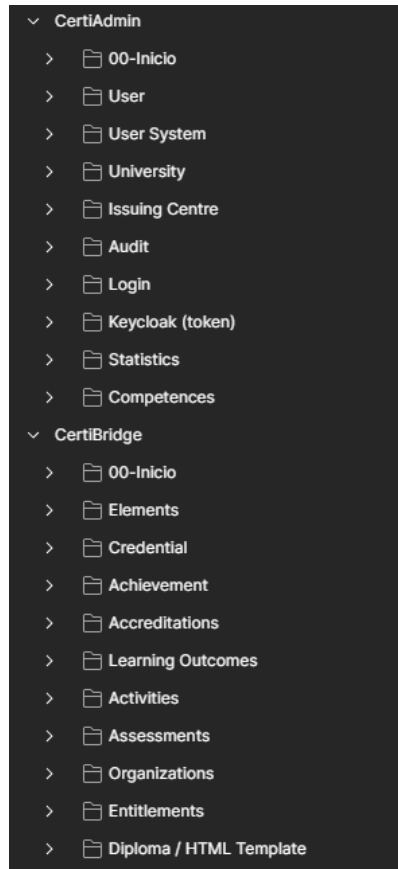 CertiAdmin
00-Inicio
User
User System
University
Issuing Centre
Audit
Login
Keycloak (token)
Statistics
Competences
CertiBridge
00-Inicio
Elements
Credential
Achievement
Accreditations
Learning Outcomes
Activities
Assessments
Organizations
Entitlements
Diploma / HTML Template